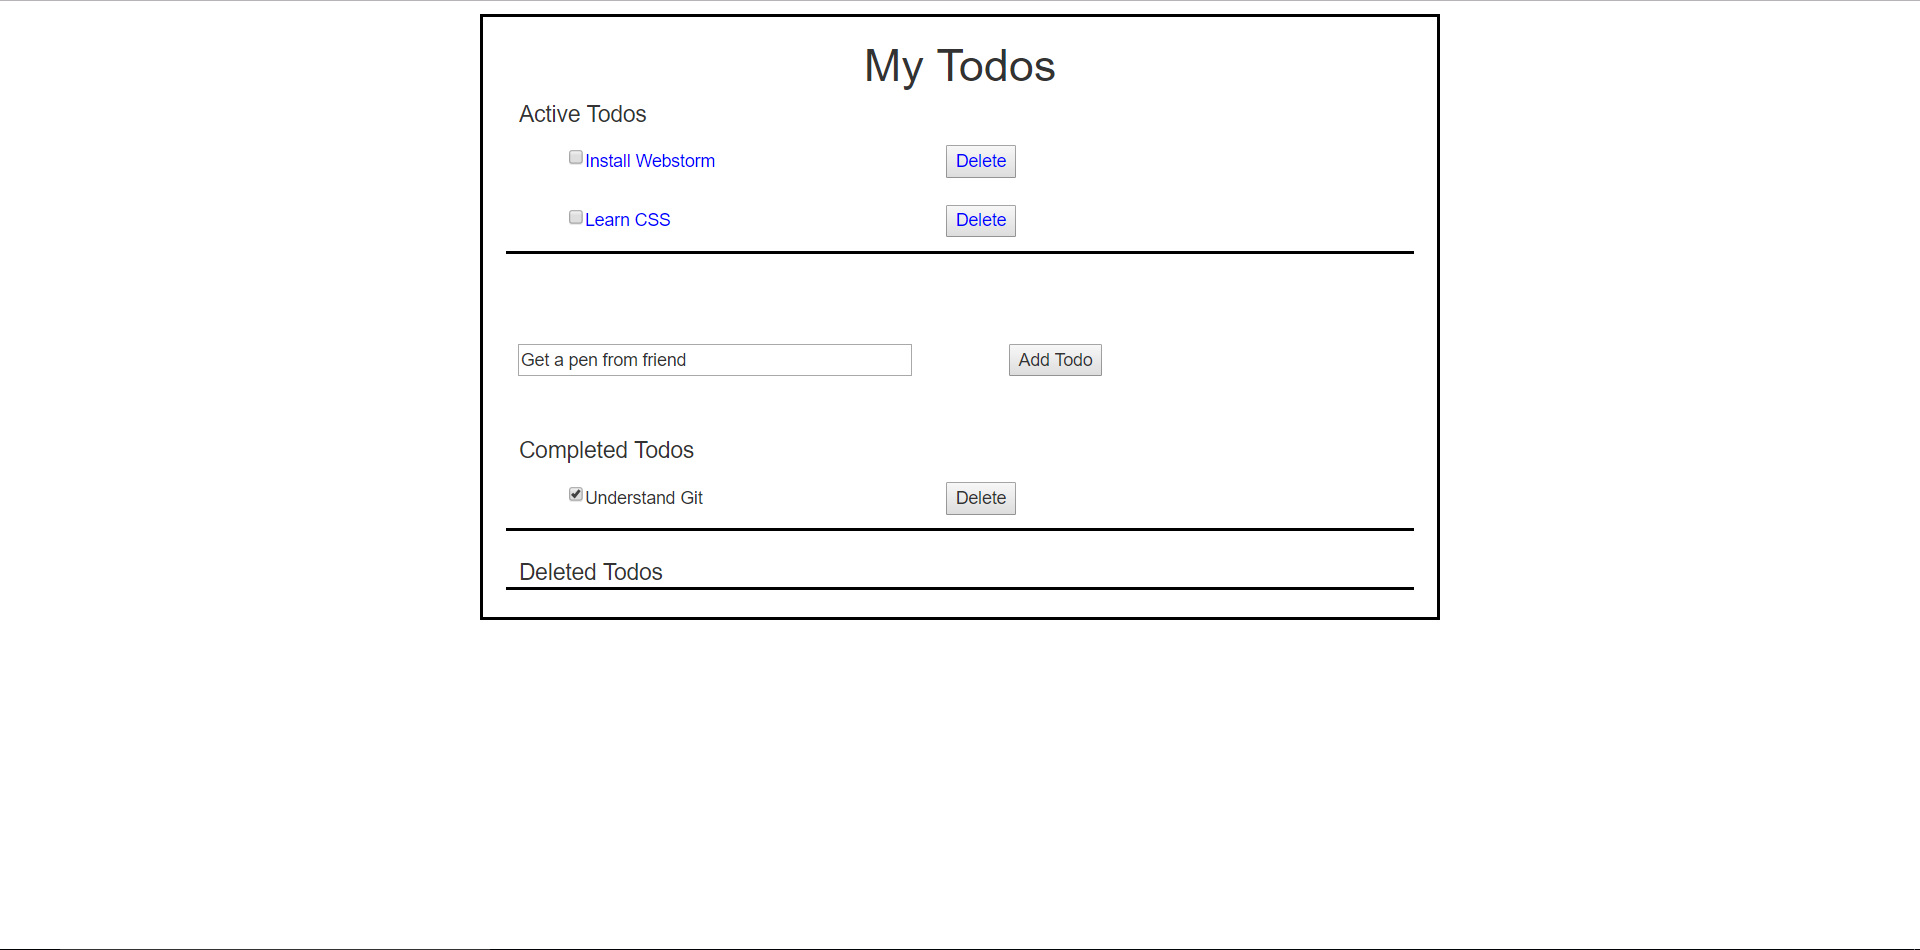 My Todos
Active Todos
Install Webstorm Delete
Learn CSS Delete
Get a pen from friend Add Todo
Completed Todos
Understand Git Delete
Deleted Todos